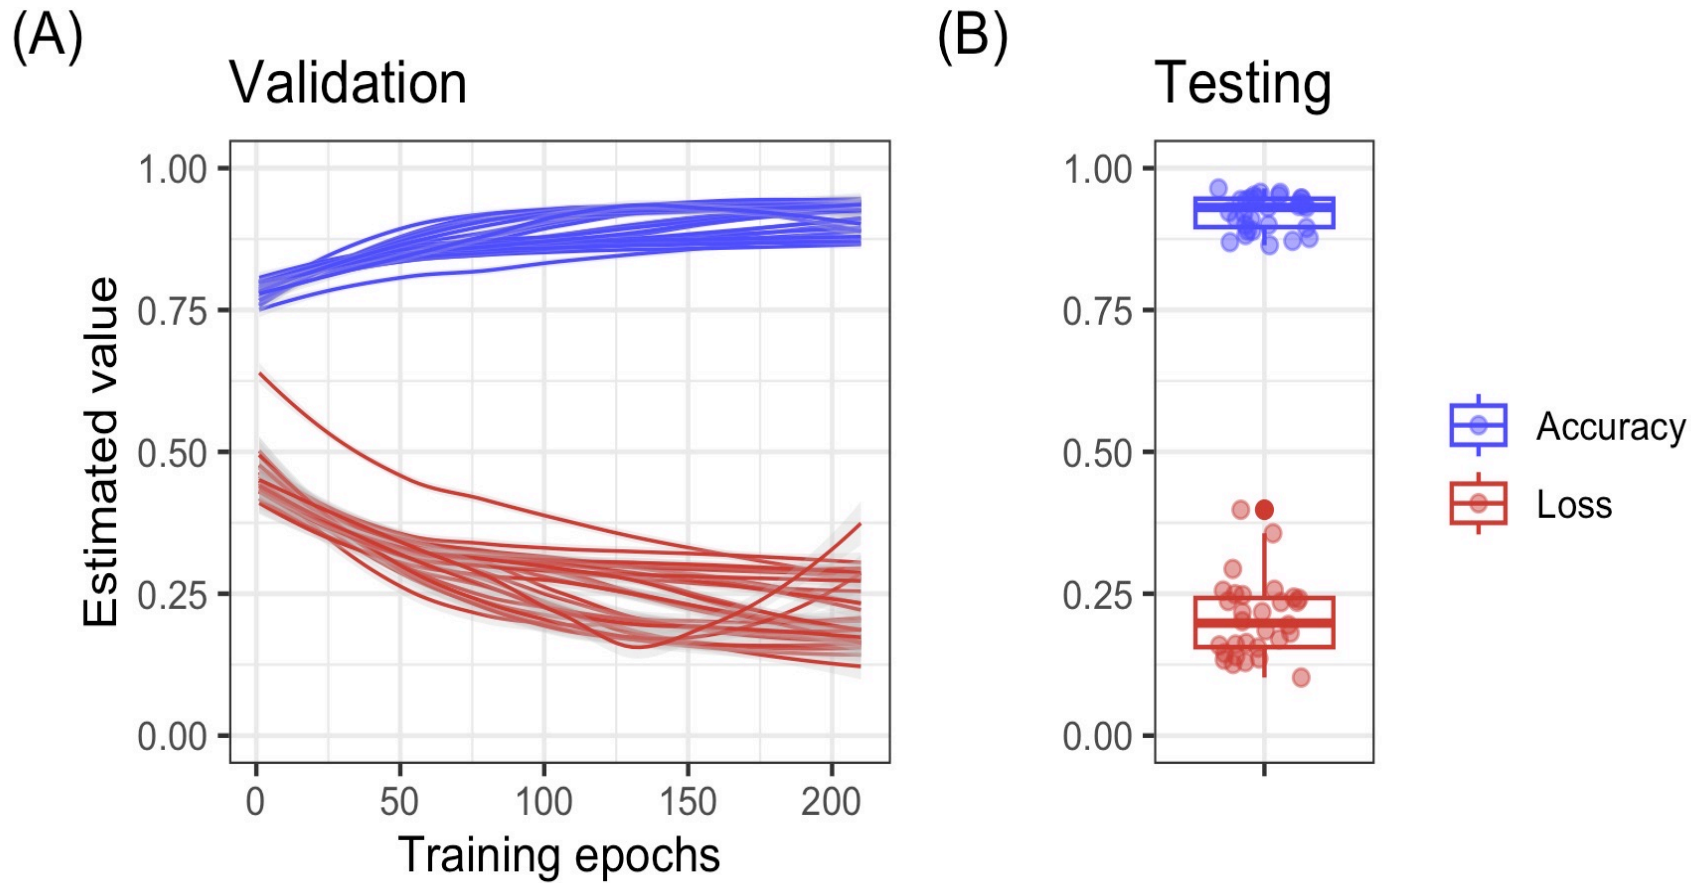 (A)
Validation
Estimated value
1.00
0.75
0.50
0.25
0.00
0
50
100
150
200
Training epochs
(B)
Testing
1.00
0.75
0.50
0.25
0.00
Accuracy
Loss